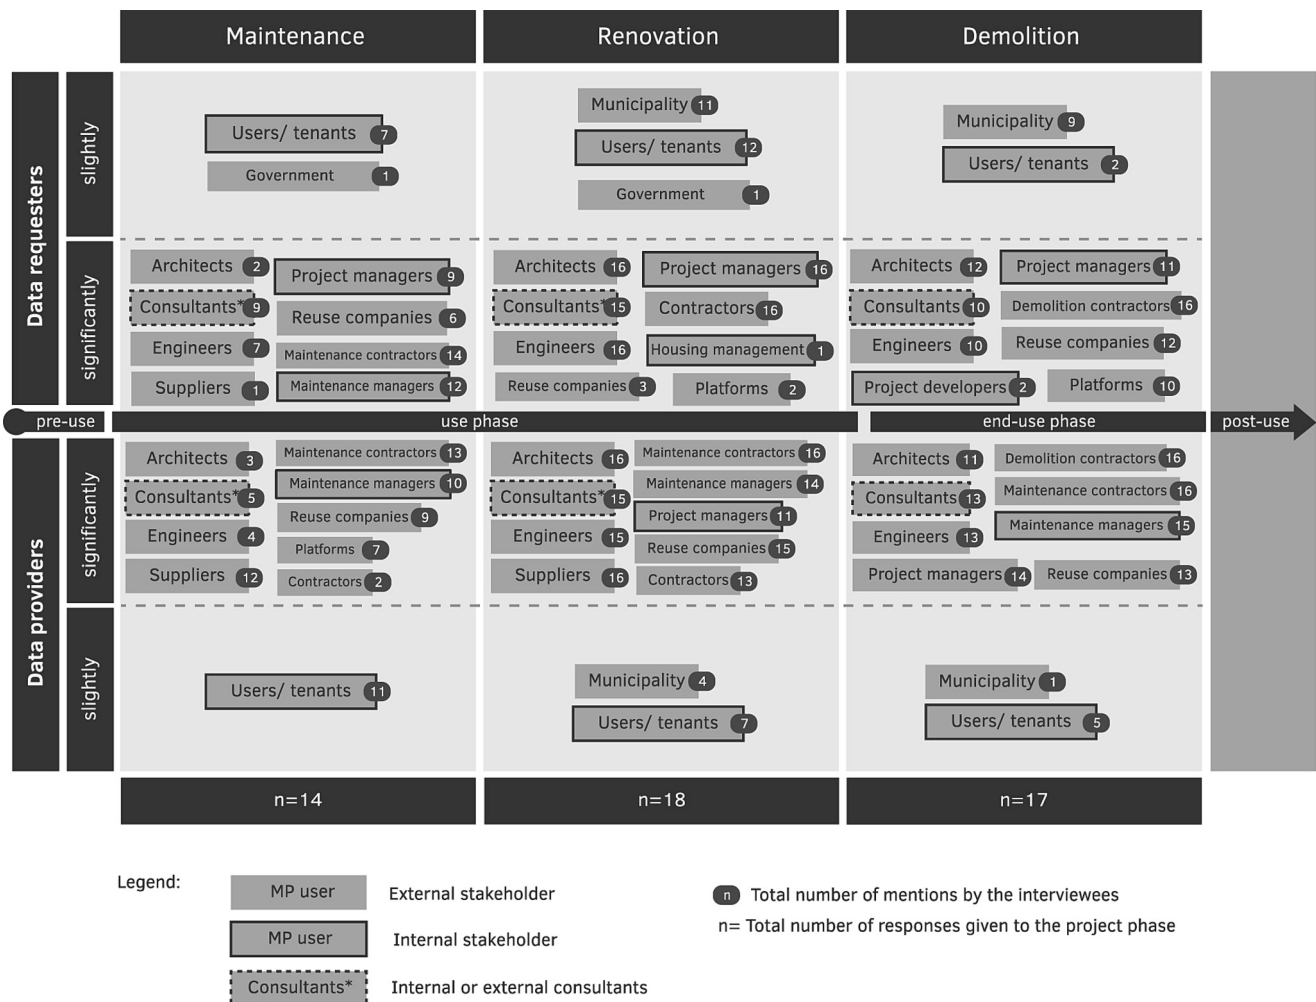 Maintenance
Renovation
Demolition
Data requesters
slightly
Users/ tenants 7
Government 1
Municipality 11
Users/ tenants 12
Government 1
Municipality 9
Users/ tenants 2
significantly
Architects 2
Consultants* 9
Engineers 7
Suppliers 1
Project managers 9
Reuse companies 6
Maintenance contractors 14
Maintenance managers 12
Architects 16
Consultants* 15
Engineers 16
Reuse companies 3
Project managers 16
Contractors 16
Housing management 1
Platforms 2
Architects 12
Consultants 10
Engineers 10
Project developers 2
Project managers 11
Demolition contractors 16
Reuse companies 12
Platforms 10
pre-use
use phase
end-use phase
post-use
Data providers
significantly
Architects 3
Consultants* 5
Engineers 4
Suppliers 12
Maintenance contractors 13
Maintenance managers 10
Reuse companies 9
Platforms 7
Contractors 2
Architects 16
Consultants* 15
Engineers 15
Suppliers 16
Maintenance contractors 16
Maintenance managers 14
Project managers 11
Reuse companies 15
Contractors 13
Architects 11
Consultants 13
Engineers 13
Project managers 14
Demolition contractors 16
Maintenance contractors 16
Maintenance managers 15
Reuse companies 13
slightly
Users/ tenants 11
Municipality 4
Users/ tenants 7
Municipality 1
Users/ tenants 5
n=14
n=18
n=17
Legend:
MP user
External stakeholder
MP user
Internal stakeholder
Consultants*
Internal or external consultants
n Total number of mentions by the interviewees
n= Total number of responses given to the project phase